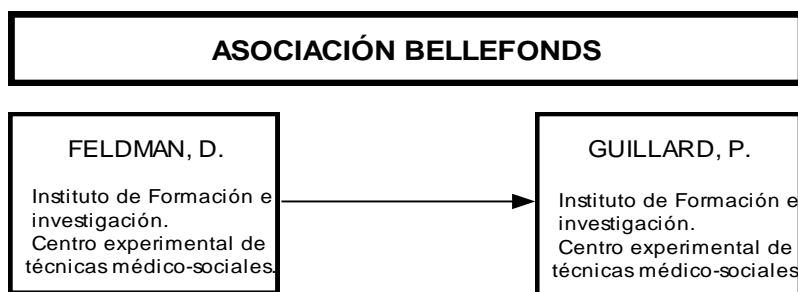 ASOCIACIÓN BELLEFONDS
FELDMAN, D.
Instituto de Formación e
investigación.
Centro experimental de
técnicas médico-sociales.
GUILLARD, P.
Instituto de Formación e
investigación.
Centro experimental de
técnicas médico-sociales